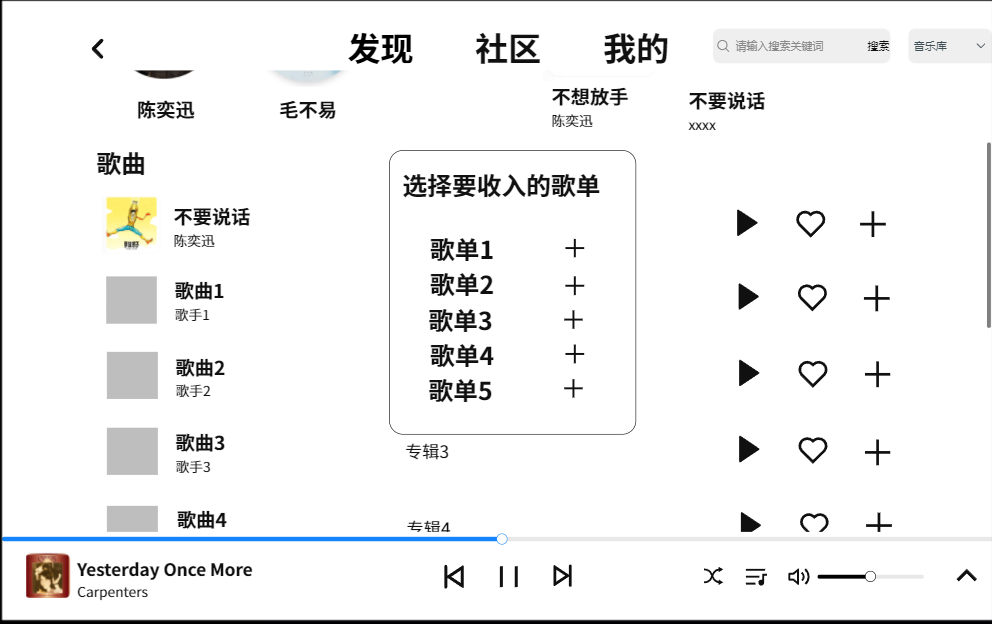 发现 社区 我的
请输入搜索关键词 搜索 音乐库
陈奕迅 毛不易
不想放手
陈奕迅
不要说话
xxxx
歌曲
选择要收入的歌单
歌单1
歌单2
歌单3
歌单4
歌单5
不要说话
陈奕迅
歌曲1
歌手1
歌曲2
歌手2
歌曲3
歌手3
专辑3
歌曲4
专辑4
Yesterday Once More
Carpenters